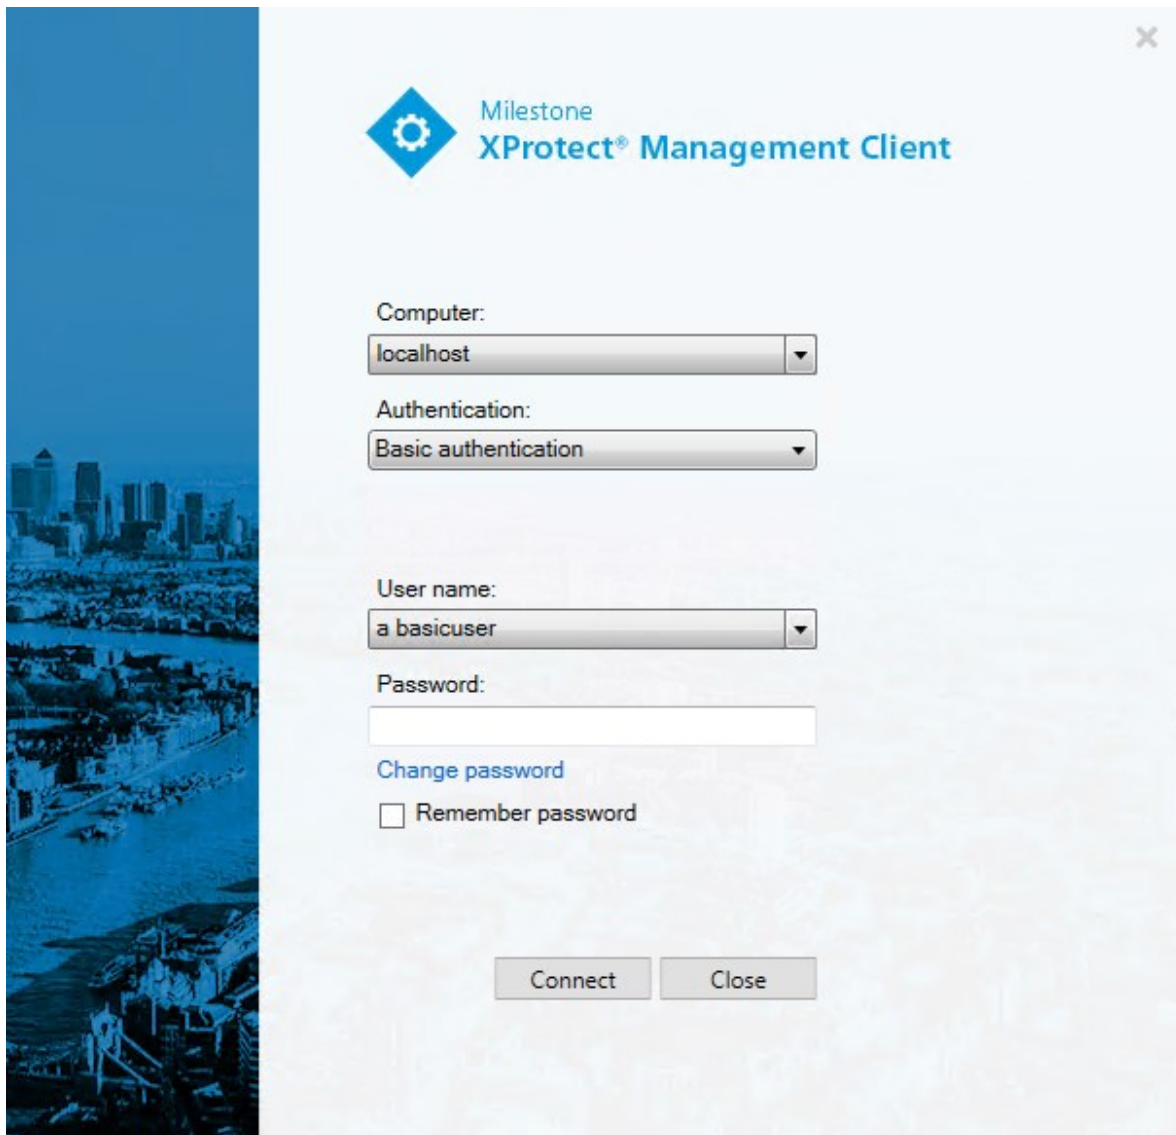 Milestone
XProtect® Management Client
Computer:
localhost
Authentication:
Basic authentication
User name:
a basicuser
Password:
Change password
Remember password
Connect
Close